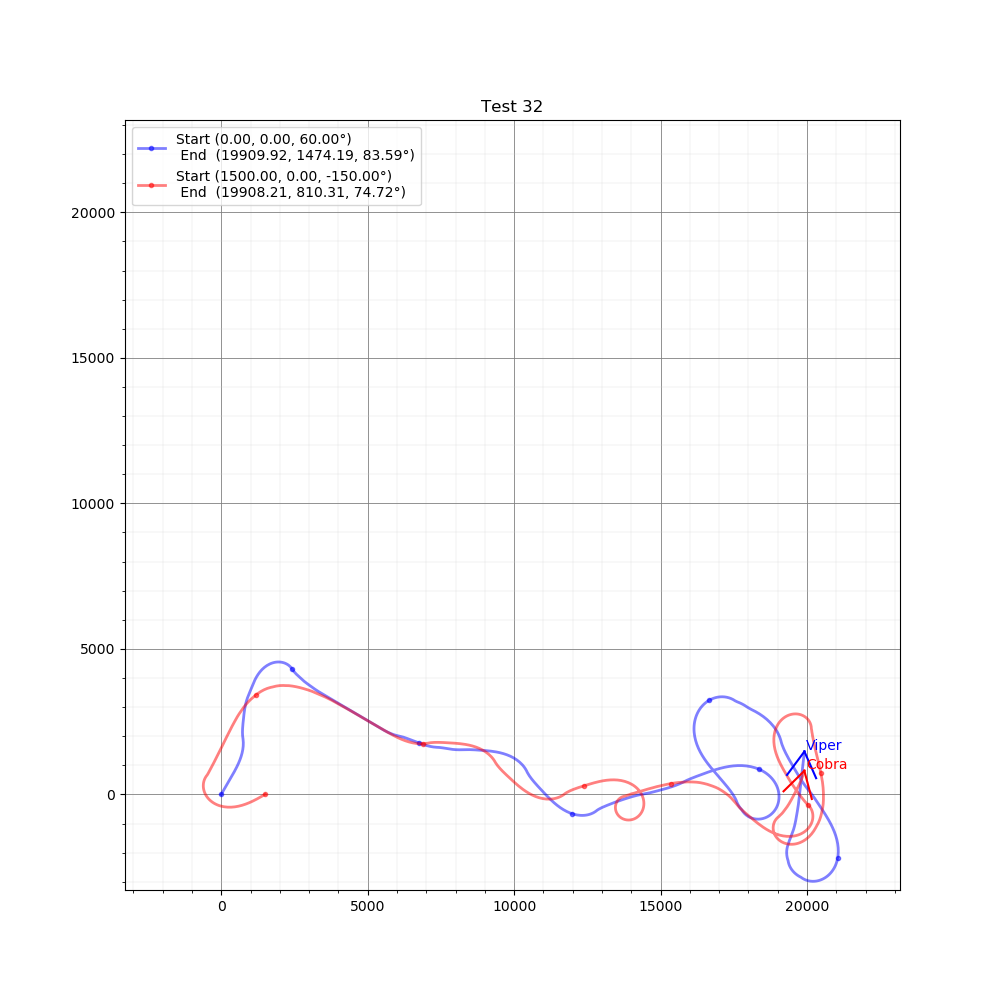 Test 32
Start (0.00, 0.00, 60.00°)
End (19909.92, 1474.19, 83.59°)
Start (1500.00, 0.00, -150.00°)
End (19908.21, 810.31, 74.72°)
20000
15000
10000
5000
0
Viper
Cobra
0 5000 10000 15000 20000